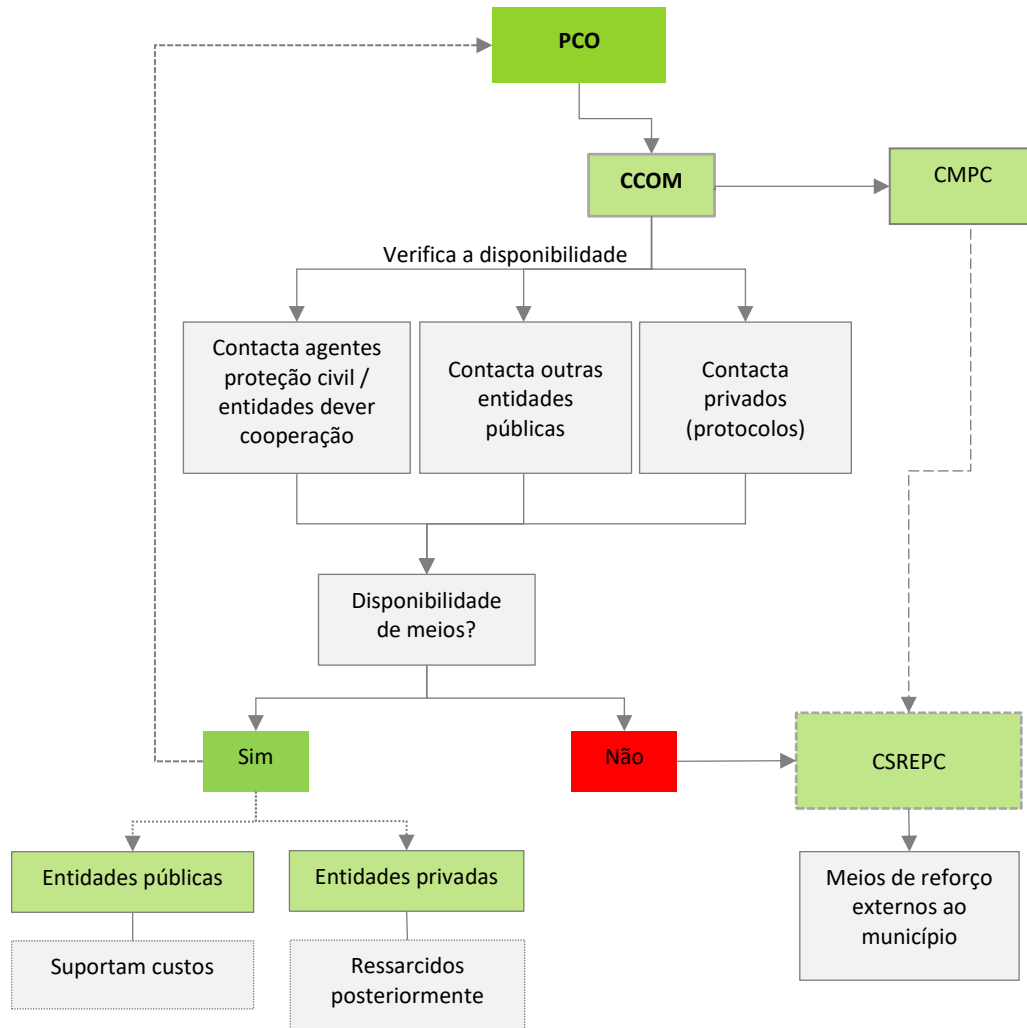 PCO
CCOM
CMPC
Verifica a disponibilidade
Contacta agentes
proteção civil /
entidades dever
cooperação
Contacta outras
entidades
públicas
Contacta
privados
(protocolos)
Disponibilidade
de meios?
Sim
Não
CSREPC
Entidades públicas
Entidades privadas
Suportam custos
Ressarcidos
posteriormente
Meios de reforço
externos ao
município